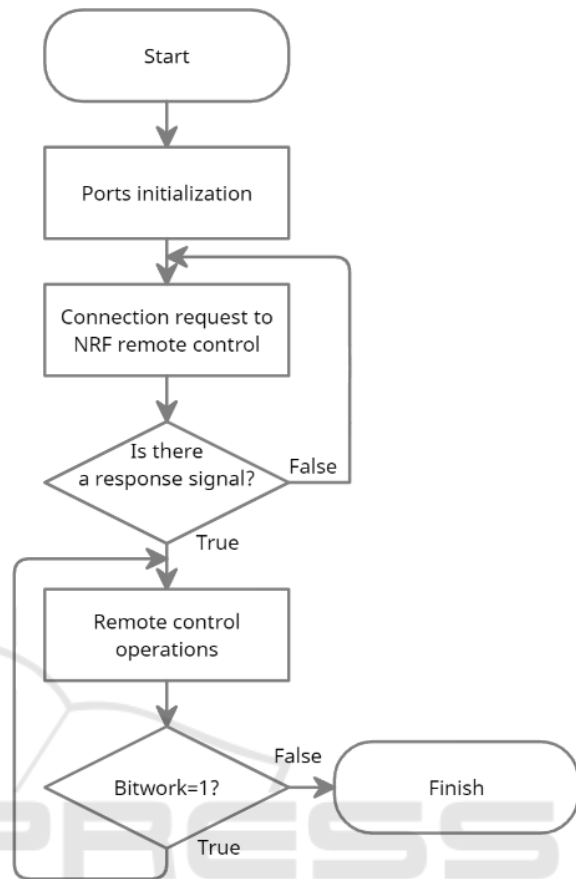 Start
Ports initialization
Connection request to
NRF remote control
Is there
a response signal?
False
True
Remote control
operations
Bitwork=1?
False
Finish
True
PRESS